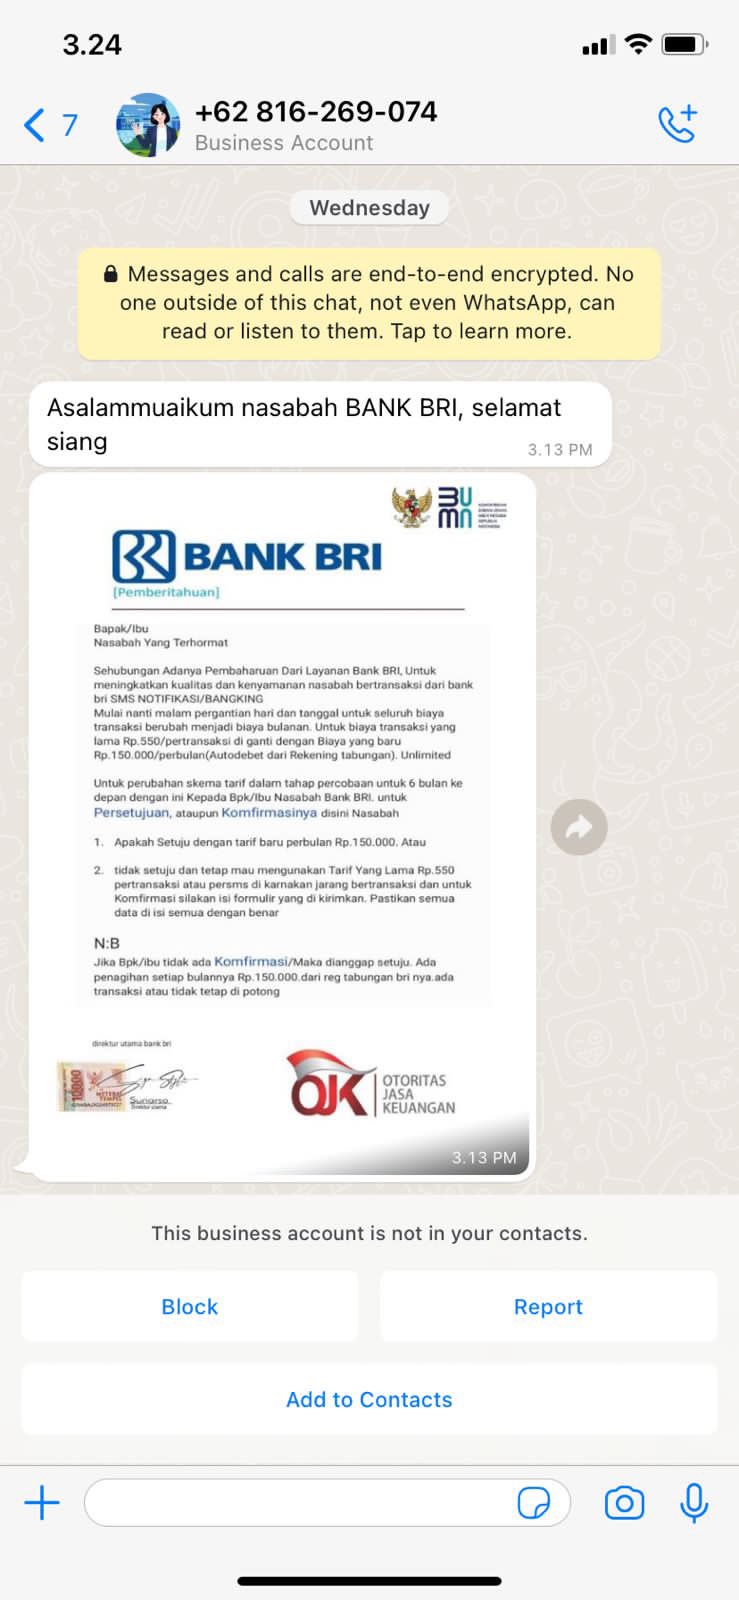 3.24
7
+62 816-269-074
Business Account
Wednesday
Messages and calls are end-to-end encrypted. No
one outside of this chat, not even WhatsApp, can
read or listen to them. Tap to learn more.
Asalammuaikum nasabah BANK BRI, selamat
siang
3.13 PM
BUMN
BANK BRI
[Pemberitahuan]
Bapak/Ibu
Nasabah Yang Terhormat
Sehubungan Adanya Pembaharuan Dari Layanan Bank BRI, Untuk
meningkatkan kualitas dan kenyamanan nasabah bertransaksi dari bank
bri SMS NOTIFIKASI/BANGKING
Mulai nanti malam pergantian hari dan tanggal untuk seluruh biaya
transaksi berubah menjadi biaya bulanan. Untuk biaya transaksi yang
lama Rp.550/pertransaksi di ganti dengan Biaya yang baru
Rp.150.000/perbulan(Autodebet dari Rekening tabungan). Unlimited
Untuk perubahan skema tarif dalam tahap percobaan untuk 6 bulan ke
depan dengan ini Kepada Bpk/Ibu Nasabah Bank BRI. untuk
Persetujuan, ataupun Komfirmasinya disini Nasabah
1. Apakah Setuju dengan tarif baru perbulan Rp.150.000. Atau
2. tidak setuju dan tetap mau mengunakan Tarif Yang Lama Rp.550
pertransaksi atau persms di karnakan jarang bertransaksi dan untuk
Komfirmasi silakan isi formulir yang di kirimkan. Pastikan semua
data di isi semua dengan benar
N:B
Jika Bpk/ibu tidak ada Komfirmasi/Maka dianggap setuju. Ada
penagihan setiap bulannya Rp.150.000.dari reg tabungan bri nya.ada
transaksi atau tidak tetap di potong
direktur utama bank bri
10000
Sunarso
Direktur utama
OJK
OTORITAS
JASA
KEUANGAN
3.13 PM
This business account is not in your contacts.
Block
Report
Add to Contacts